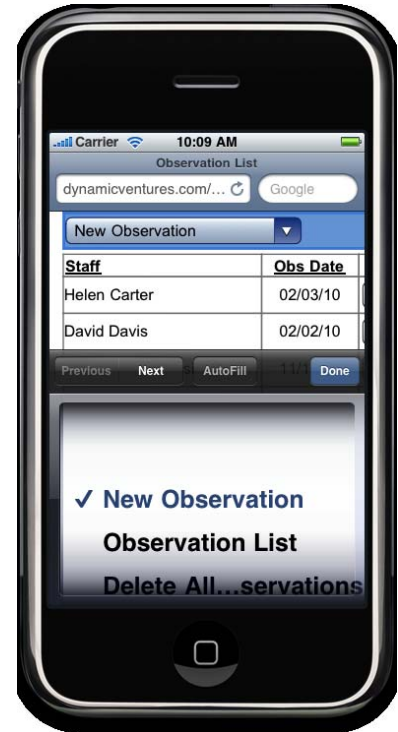 Carrier 10:09 AM
Observation List
dynamicventures.com/... Google
New Observation
Staff Obs Date
Helen Carter 02/03/10
David Davis 02/02/10
Previous Next AutoFill Done
✓ New Observation
Observation List
Delete All...servations